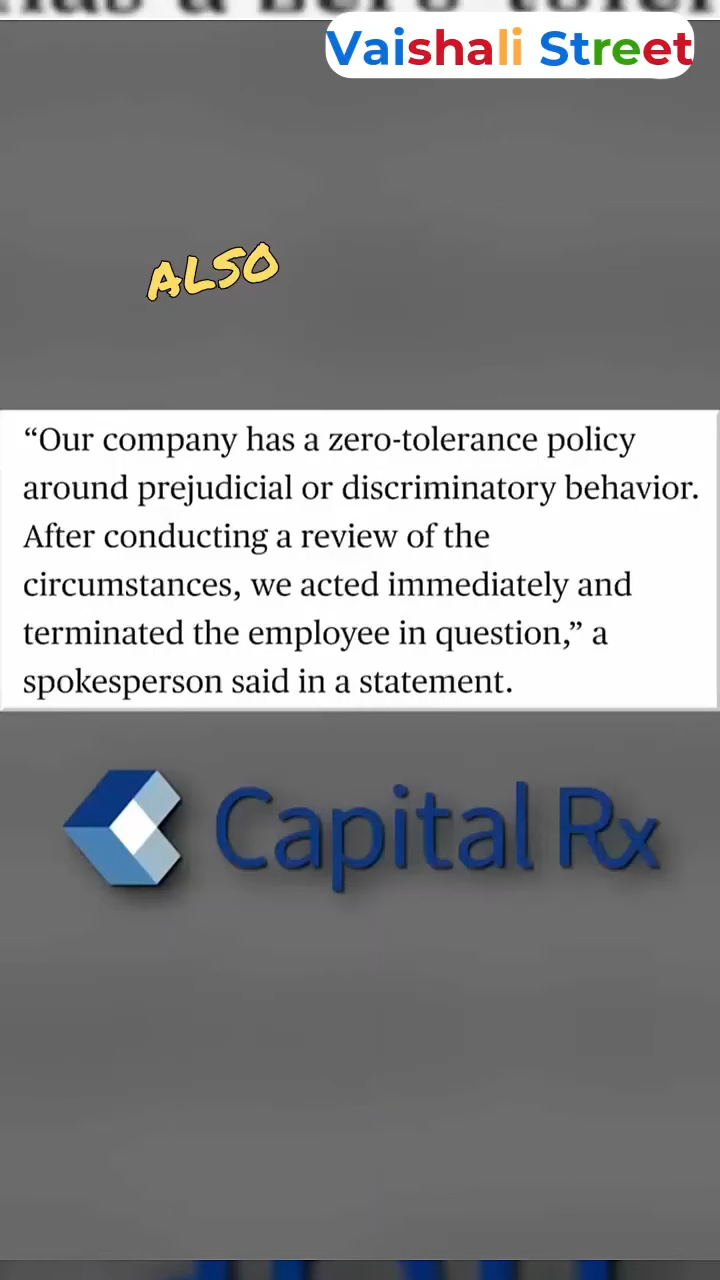 Vaishali Street
ALSO
“Our company has a zero-tolerance policy
around prejudicial or discriminatory behavior.
After conducting a review of the
circumstances, we acted immediately and
terminated the employee in question,” a
spokesperson said in a statement.
Capital Rx